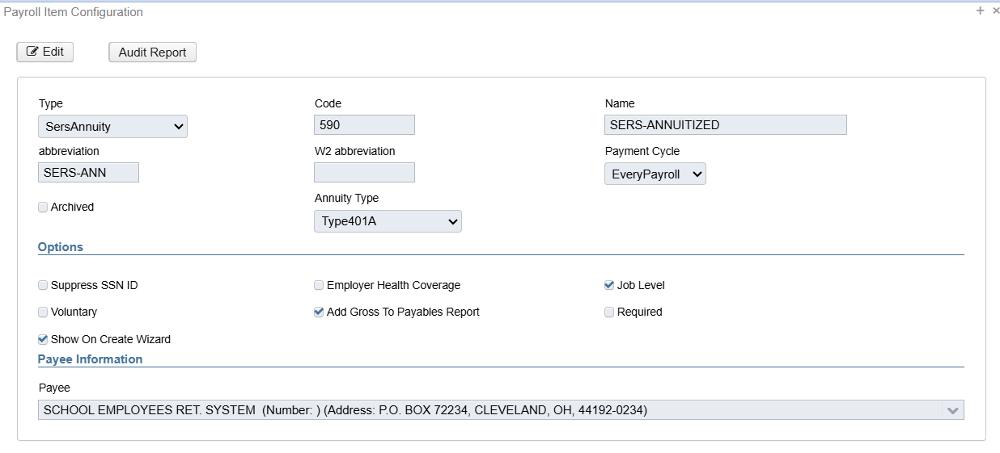 Payroll Item Configuration
Edit Audit Report
Type Code Name
SersAnnuity 590 SERS-ANNUITIZED
abbreviation W2 abbreviation Payment Cycle
SERS-ANN EveryPayroll
Archived Annuity Type
Type401A
Options
Suppress SSN ID Employer Health Coverage Job Level
Voluntary Add Gross To Payables Report Required
Show On Create Wizard
Payee Information
Payee
SCHOOL EMPLOYEES RET. SYSTEM (Number: ) (Address: P.O. BOX 72234, CLEVELAND, OH, 44192-0234)